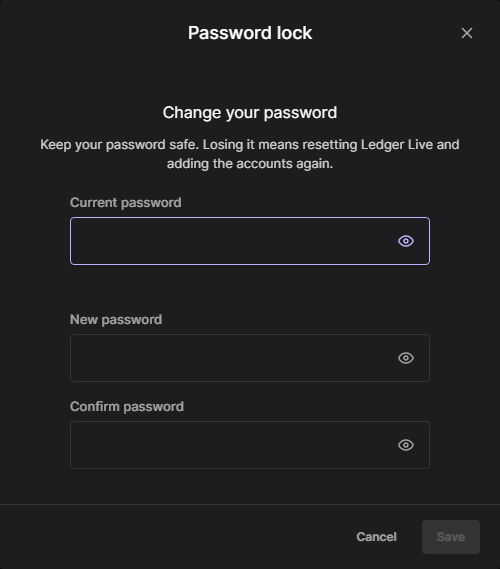 Password lock
Change your password
Keep your password safe. Losing it means resetting Ledger Live and
adding the accounts again.
Current password
New password
Confirm password
Cancel
Save